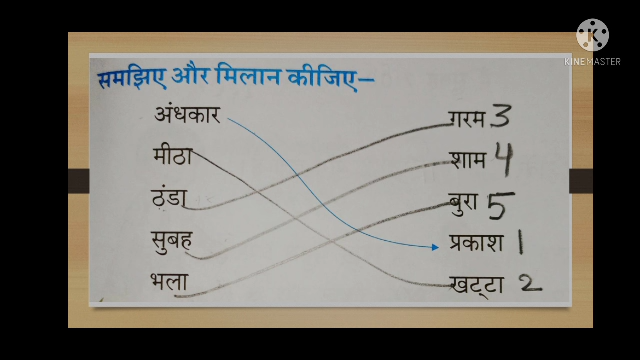 K
KINEMASTER
समझिए और मिलान कीजिए–
अंधकार गरम 3
मीठा शाम 4
ठंडा बुरा 5
सुबह प्रकाश 1
भला खट्‌टा 2